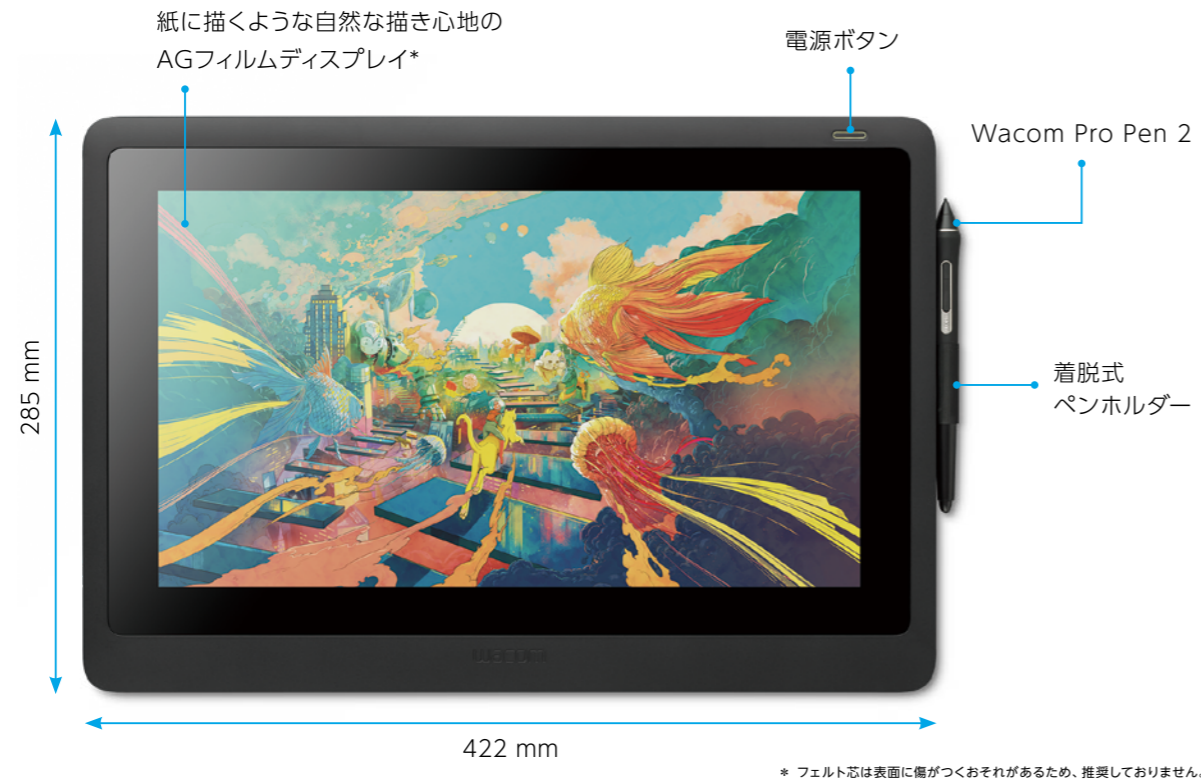 紙に描くような自然な描き心地の
AGフィルムディスプレイ*
電源ボタン
Wacom Pro Pen 2
着脱式
ペンホルダー
285 mm
wacom
422 mm
* フェルト芯は表面に傷がつくおそれがあるため、推奨しておりません。